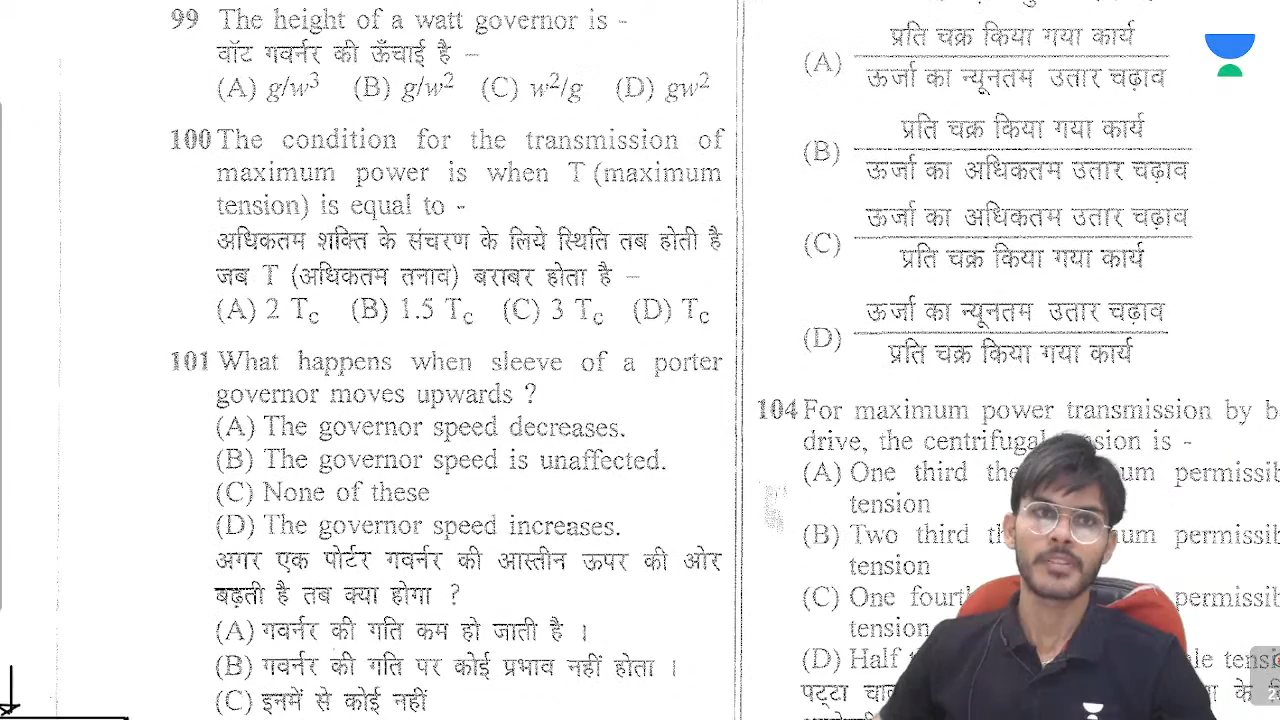 99 The height of a watt governor is -
वॉट गवर्नर की ऊँचाई है –
(A) g/w³ (B) g/w² (C) w²/g (D) gw²
100 The condition for the transmission of
maximum power is when T (maximum
tension) is equal to -
अधिकतम शक्ति के संचरण के लिये स्थिति तब होती है
जब T (अधिकतम तनाव) बराबर होता है –
(A) 2 Tc (B) 1.5 Tc (C) 3 Tc (D) Tc
101 What happens when sleeve of a porter
governor moves upwards ?
(A) The governor speed decreases.
(B) The governor speed is unaffected.
(C) None of these
(D) The governor speed increases.
अगर एक पोर्टर गवर्नर की आस्तीन ऊपर की ओर
बढ़ती है तब क्या होगा ?
(A) गवर्नर की गति कम हो जाती है ।
(B) गवर्नर की गति पर कोई प्रभाव नहीं होता ।
(C) इनमें से कोई नहीं
प्रति चक्र किया गया कार्य
(A)
ऊर्जा का न्यूनतम उतार चढ़ाव
प्रति चक्र किया गया कार्य
(B)
ऊर्जा का अधिकतम उतार चढ़ाव
ऊर्जा का अधिकतम उतार चढ़ाव
(C)
प्रति चक्र किया गया कार्य
ऊर्जा का न्यूनतम उतार चढ़ाव
(D)
प्रति चक्र किया गया कार्य
104 For maximum power transmission by
drive, the centrifugal tension is -
(A) One third
tension
(B) Two third
tension
(C) One
tension
(D) Half
पट्टा